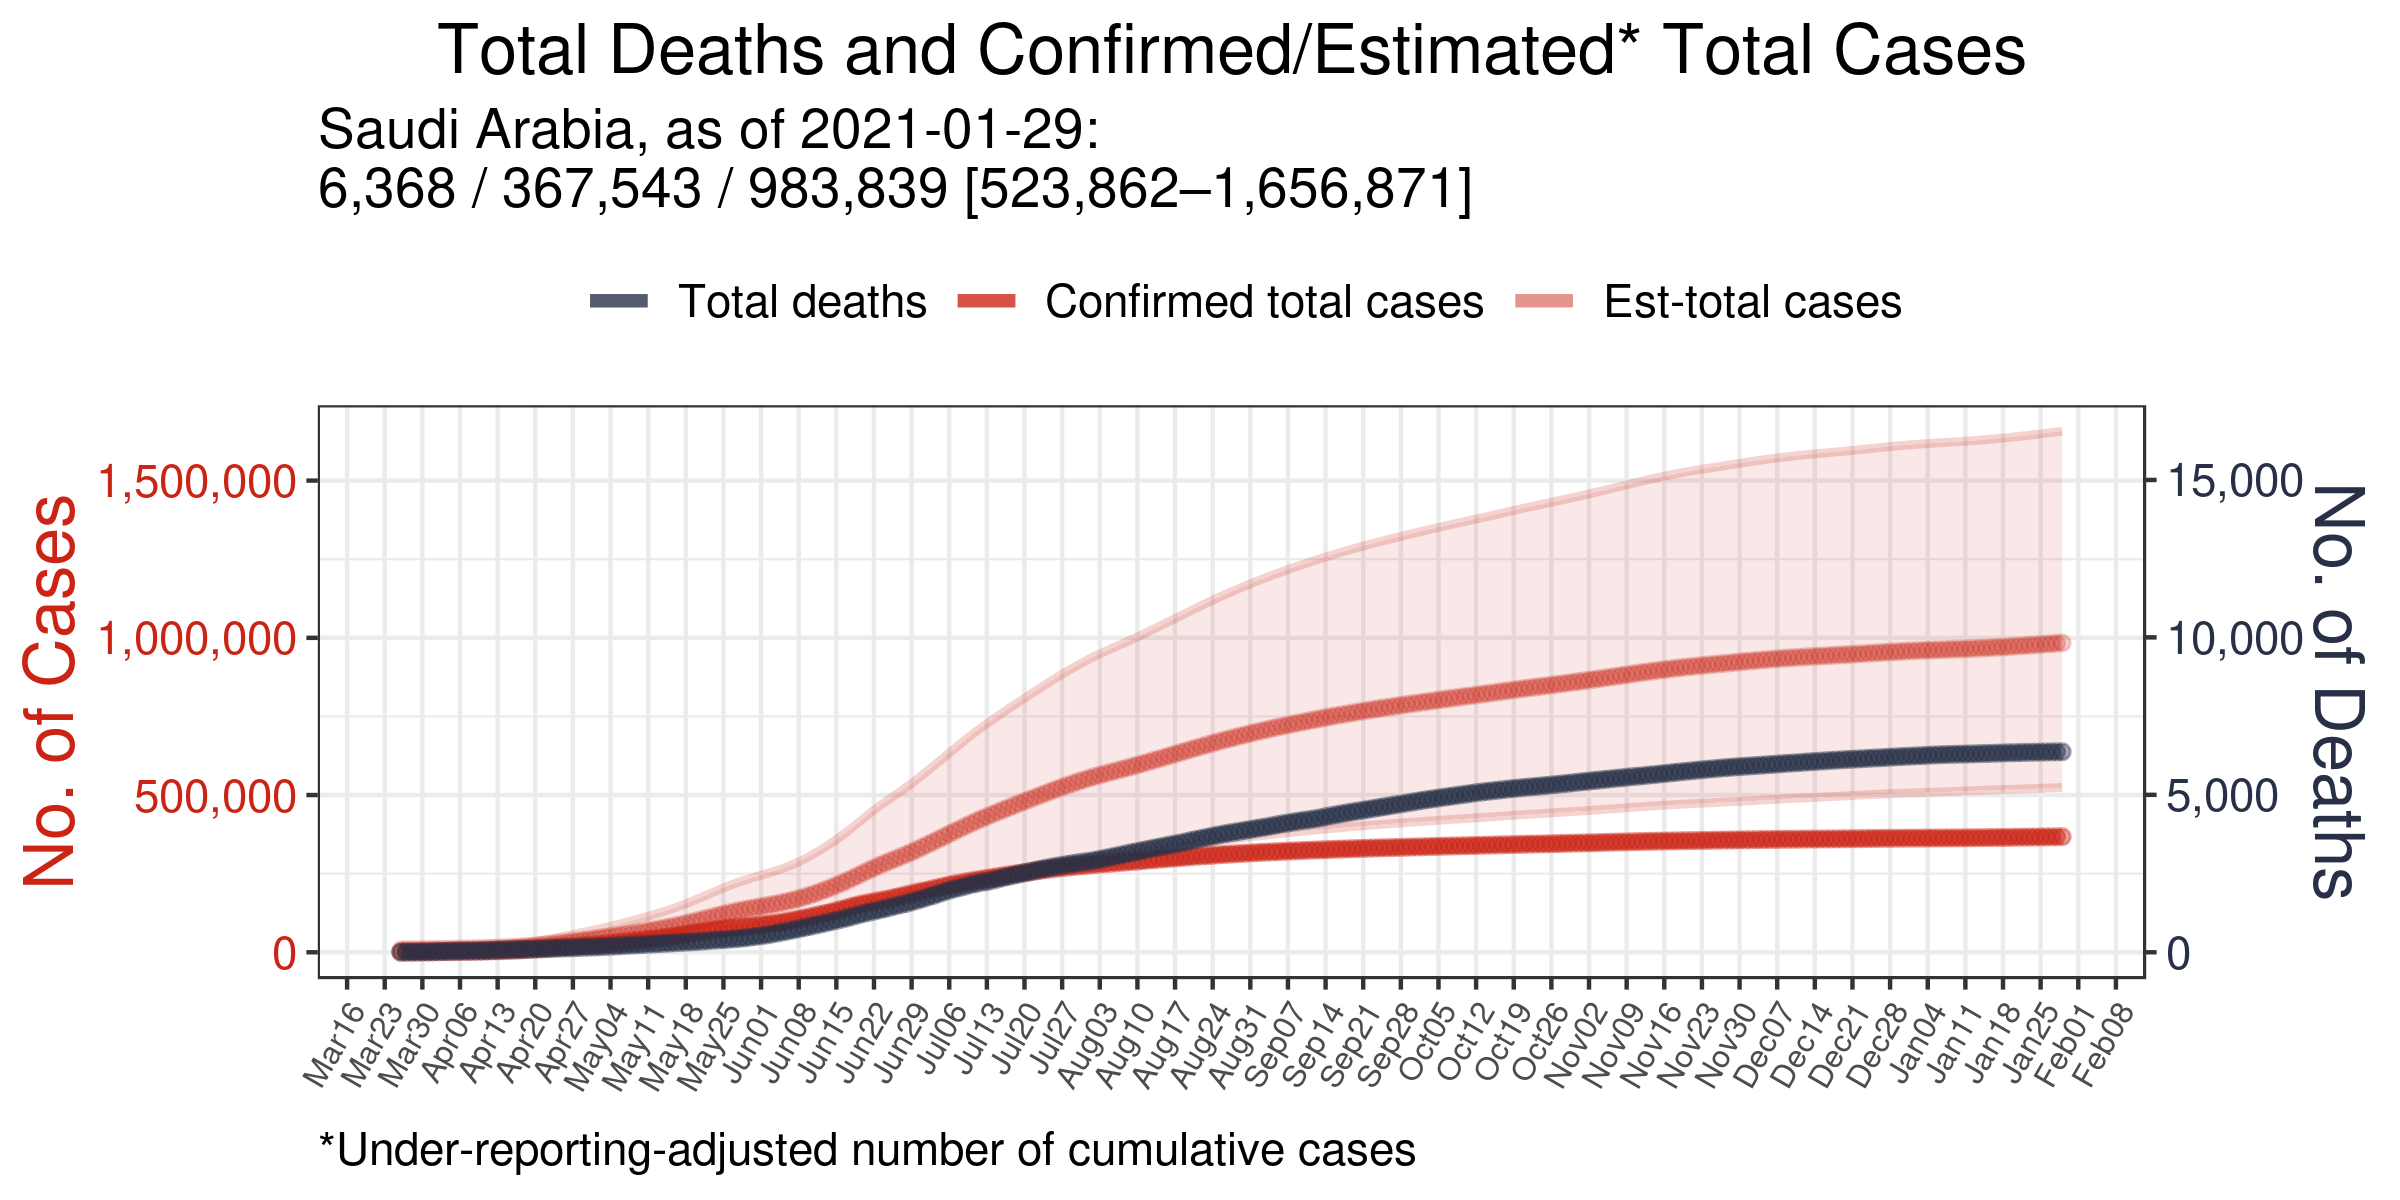 Total Deaths and Confirmed/Estimated* Total Cases
Saudi Arabia, as of 2021-01-29:
6,368 / 367,543 / 983,839 [523,862–1,656,871]
Total deaths
Confirmed total cases
Est-total cases
No. of Cases
1,500,000
1,000,000
500,000
0
15,000
10,000
5,000
0
No. of Deaths
Mar16
Mar23
Mar30
Apr06
Apr13
Apr20
Apr27
May04
May11
May18
May25
Jun01
Jun08
Jun15
Jun22
Jun29
Jul06
Jul13
Jul20
Jul27
Aug03
Aug10
Aug17
Aug24
Aug31
Sep07
Sep14
Sep21
Sep28
Oct05
Oct12
Oct19
Oct26
Nov02
Nov09
Nov16
Nov23
Nov30
Dec07
Dec14
Dec21
Dec28
Jan04
Jan11
Jan18
Jan25
Feb01
Feb08
*Under-reporting-adjusted number of cumulative cases